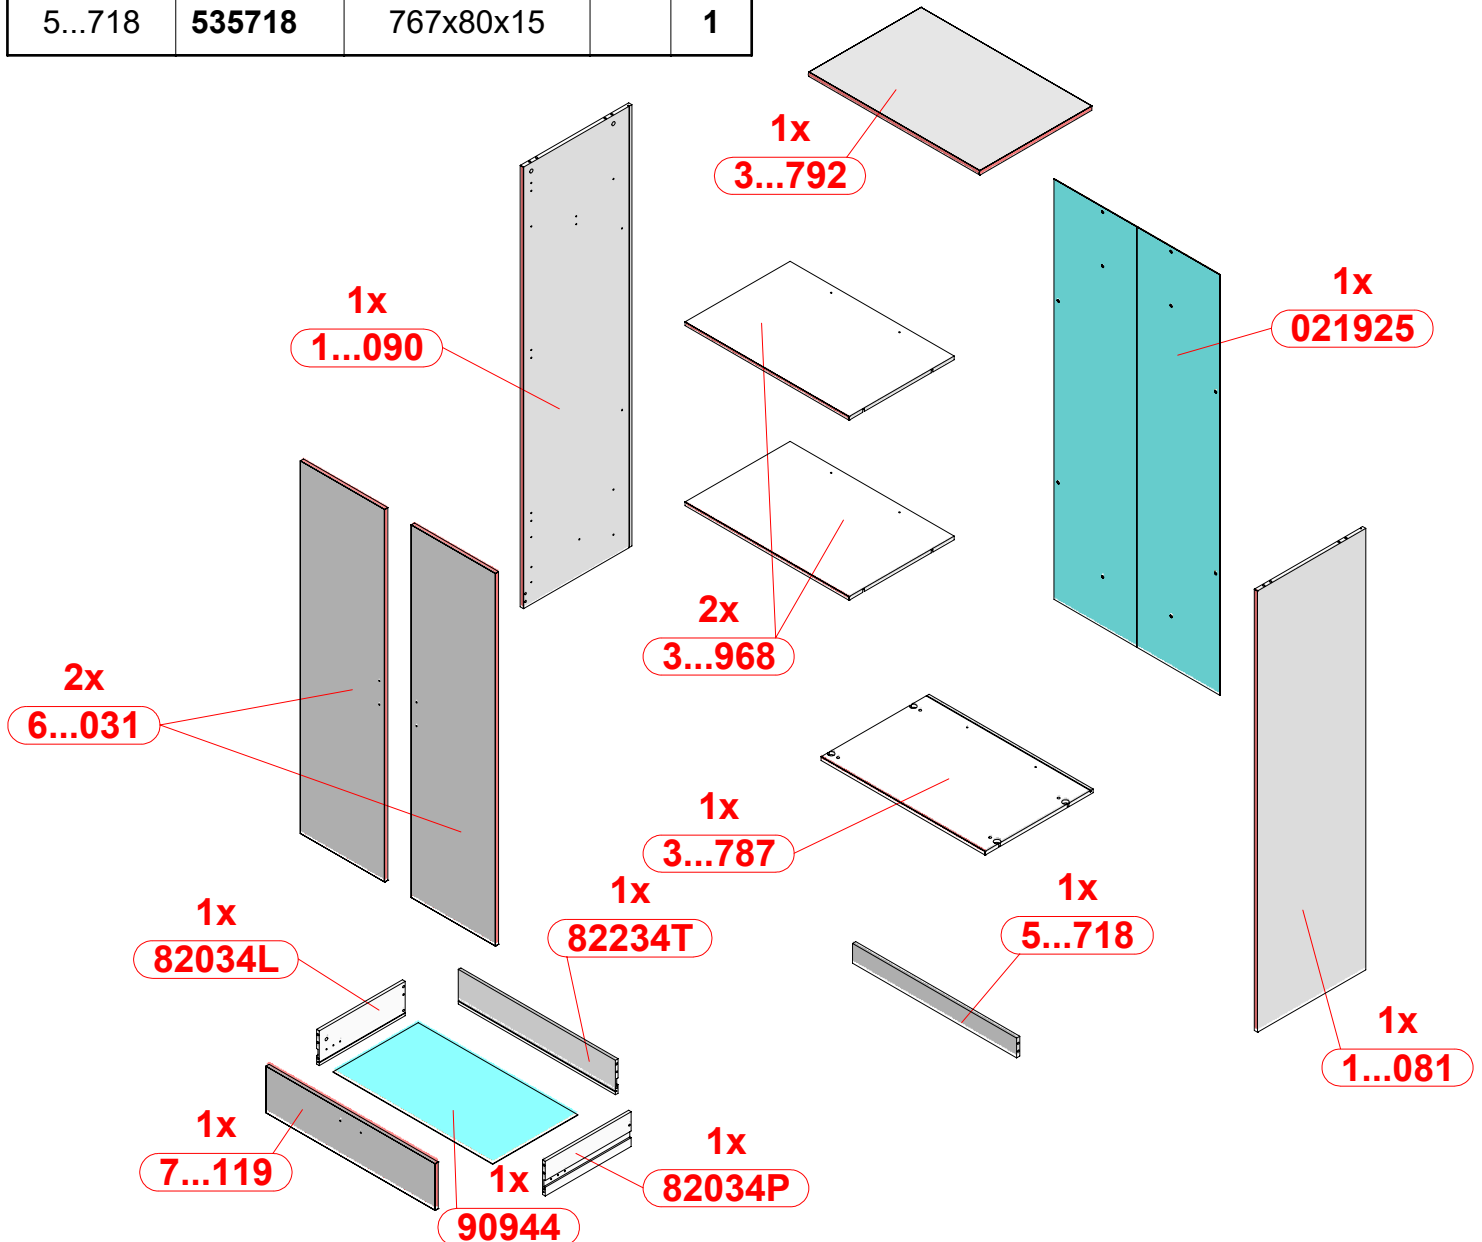 5...718 535718 767x80x15 1
1x
3...792
1x
1...090
1x
021925
2x
3...968
2x
6...031
1x
3...787
1x
82034L
1x
82234T
1x
5...718
1x
1...081
1x
7...119
1x
90944
1x
82034P